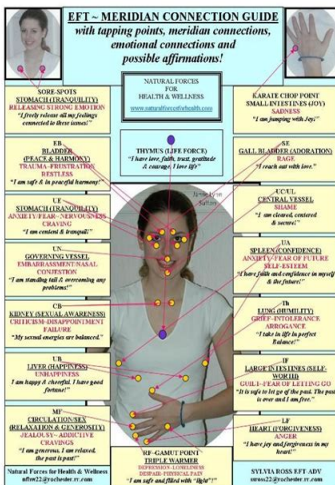 EFT ~ MERIDIAN CONNECTION GUIDE
with tapping points, meridian connections,
emotional connections and
possible affirmations!
NATURAL FORCES
FOR
HEALTH & WELLNESS
www.naturalforcesforhealth.com
SORE-SPOTS
STOMACH (TRANQUILITY)
RELEASING STRONG EMOTION
"I freely release all my feelings
connected to these issues!"
KARATE CHOP POINT
SMALL-INTESTINES (JOY)
SADNESS
"I am jumping with Joy!"
THYMUS (LIFE FORCE)
"I have love, faith, trust, gratitude
& courage. I love life"
EB
BLADDER
(PEACE & HARMONY)
TRAUMA~FRUSTRATION
RESTLESS
"I am safe & in peaceful harmony!"
SE
GALL BLADDER (ADORATION)
RAGE
"I reach out with love."
UE
STOMACH (TRANQUILITY)
ANXIETY~FEAR~ NERVOUSNESS
CRAVING
"I am content & tranquil."
UC/UL
CENTRAL VESSEL
SHAME
"I am cleared, centered
& secure!"
UN
GOVERNING VESSEL
EMBARRASSMENT-NASAL
CONGESTION
"I am standing tall & overcoming any
problems!"
UA
SPLEEN (CONFIDENCE)
ANXIETY~FEAR OF FUTURE
SELF-ESTEEM
"I have faith and confidence in myself
& the future!"
CB
KIDNEY (SEXUAL-AWARENESS)
CRITICISM~DISAPPOINTMENT
FAILURE
"My sexual energies are balanced."
Th
LUNG (HUMILITY)
GRIEF~INTOLERANCE
ARROGANCE
"I take in life in perfect
Balance!"
UB
LIVER (HAPPINESS)
UNHAPPINESS
I am happy & cheerful. I have good
fortune!"
IF
LARGE INTESTINES (SELF-
WORTH)
GUILT~FEAR OF LETTING GO
"It is safe to let go of the past. The past
is over and I am free."
MF
CIRCULATION/SEX
(RELAXATION & GENEROSITY)
JEALOUSY~ ADDICTIVE
CRAVINGS
"I am generous. I am relaxed.
the past is past!"
LF
HEART (FORGIVENESS)
ANGER
"I have joy and forgiveness in my
heart!"
RF-GAMUT POINT
TRIPLE WARMER
DEPRESSION~LONELINESS
DESPAIR~PHYSICAL PAIN
"I am safe and filled with "light"!"
Natural Forces for Health & Wellness
SYLVIA ROSS EFT ADV